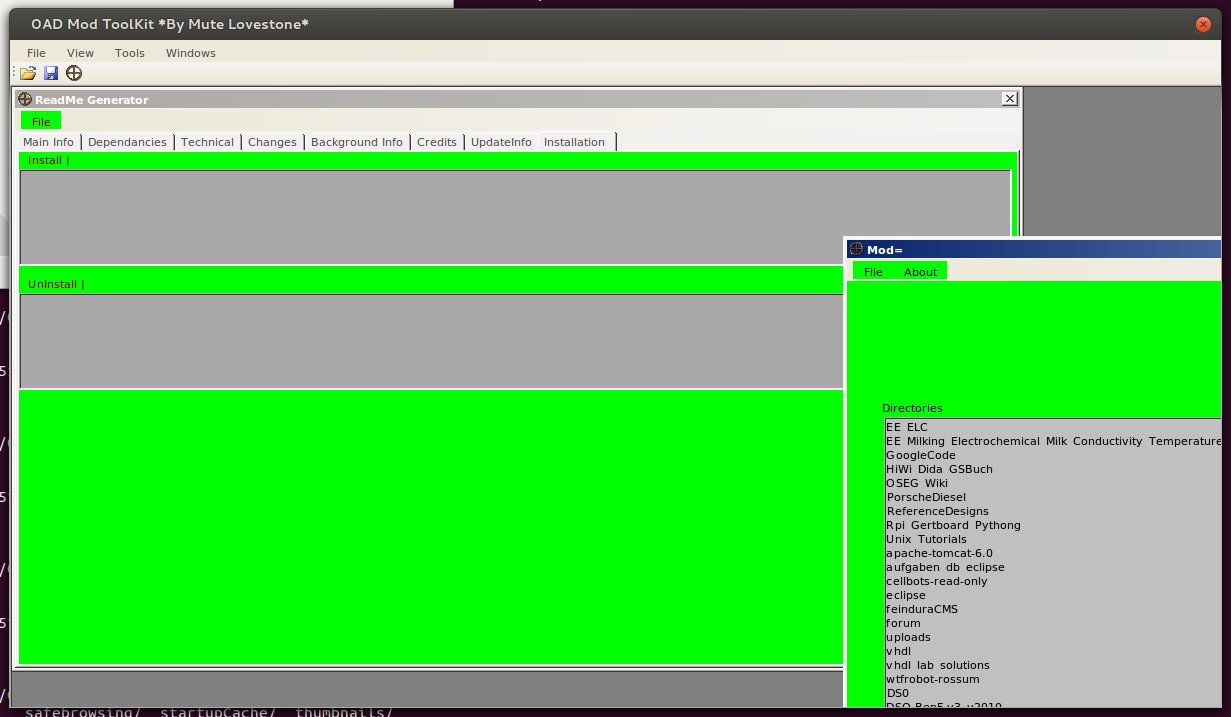 OAD Mod ToolKit *By Mute Lovestone*
File View Tools Windows
ReadMe Generator
File
Main Info Dependancies Technical Changes Background Info Credits UpdateInfo Installation
Install |
UnInstall |
Mod=
File About
Directories
EE ELC
EE Milking Electrochemical Milk Conductivity Temperature
GoogleCode
HiWi Dida GSBuch
OSEG Wiki
PorscheDiesel
ReferenceDesigns
Rpi Gertboard Pythong
Unix Tutorials
apache-tomcat-6.0
aufgaben db eclipse
cellbots-read-only
eclipse
feinduraCMS
forum
uploads
vhdl
vhdl lab solutions
wtfrobot-rossum
DS0
safebrowsing/ startupCache/ thumbnails/